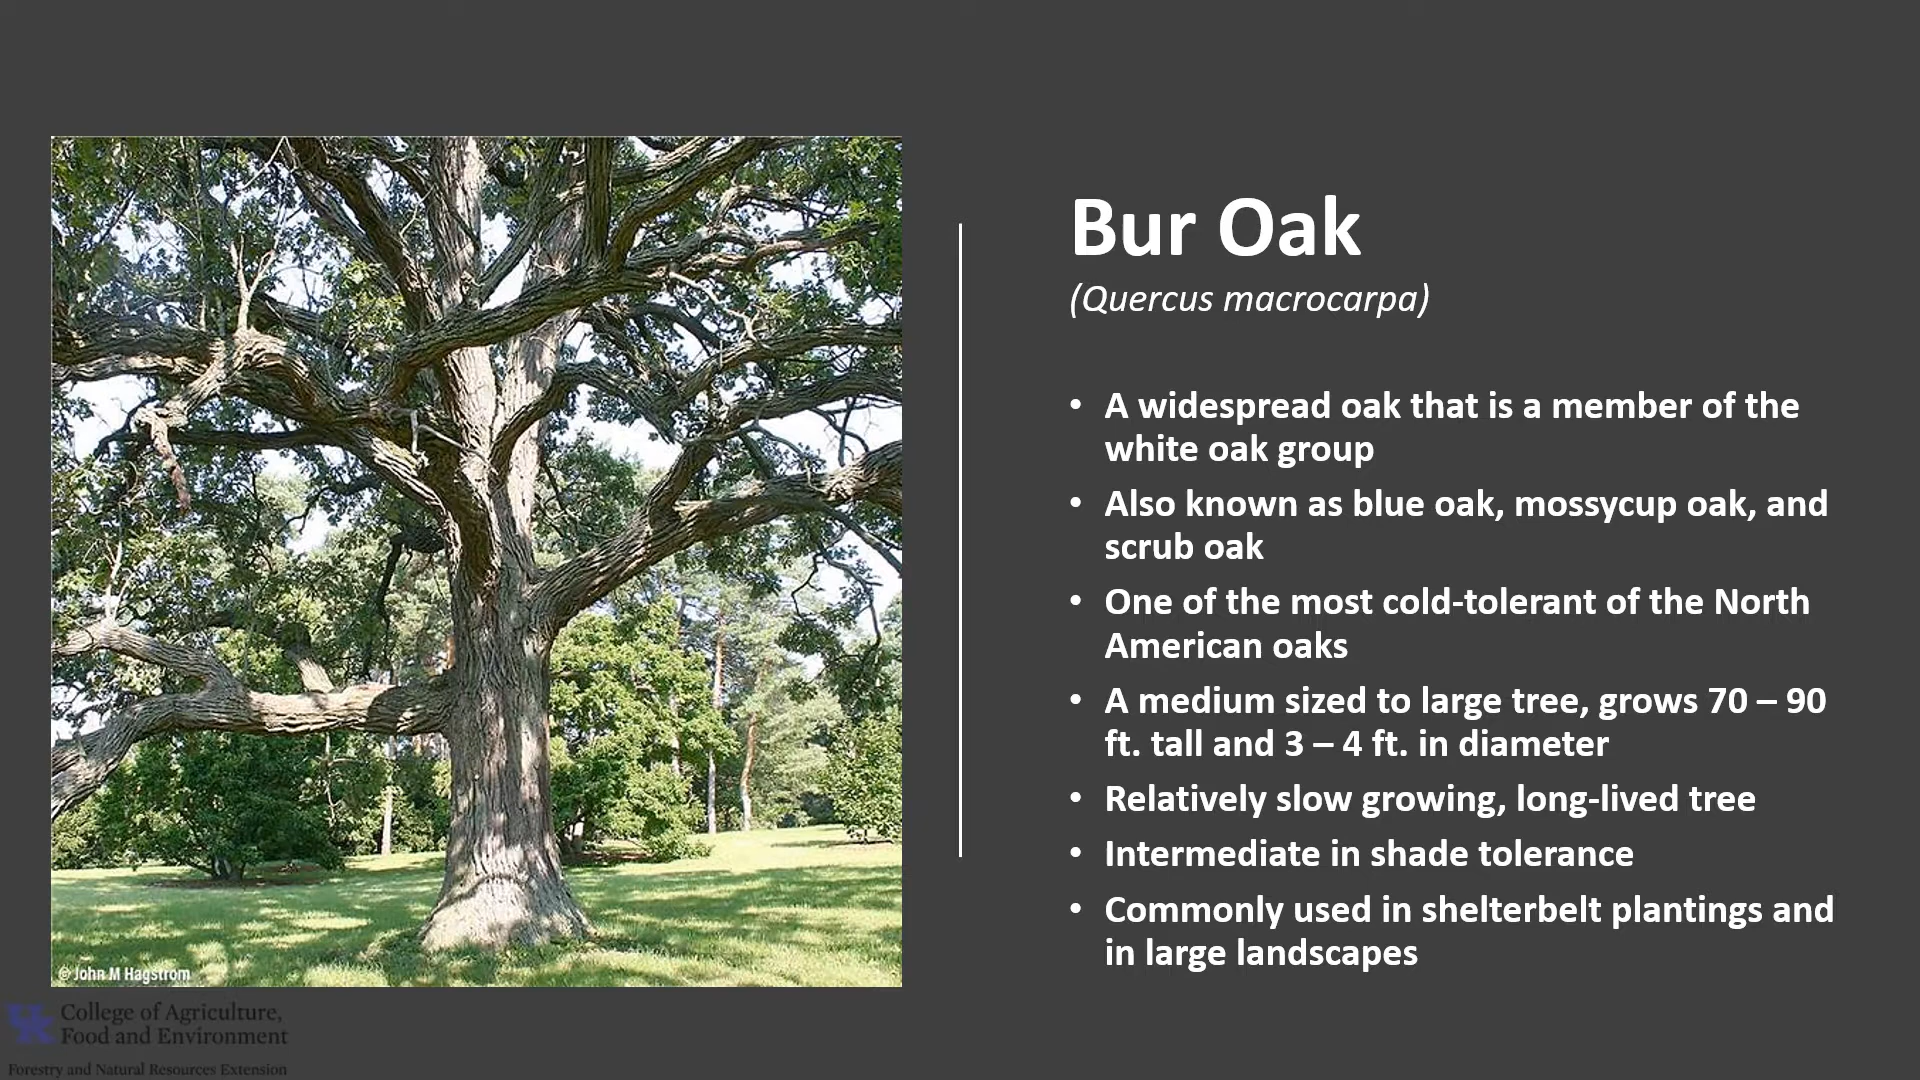 Bur Oak
(Quercus macrocarpa)
• A widespread oak that is a member of the
white oak group
• Also known as blue oak, mossycup oak, and
scrub oak
• One of the most cold-tolerant of the North
American oaks
• A medium sized to large tree, grows 70 – 90
ft. tall and 3 – 4 ft. in diameter
• Relatively slow growing, long-lived tree
• Intermediate in shade tolerance
• Commonly used in shelterbelt plantings and
in large landscapes
© John M Hagstrom
UK
College of Agriculture,
Food and Environment
Forestry and Natural Resources Extension